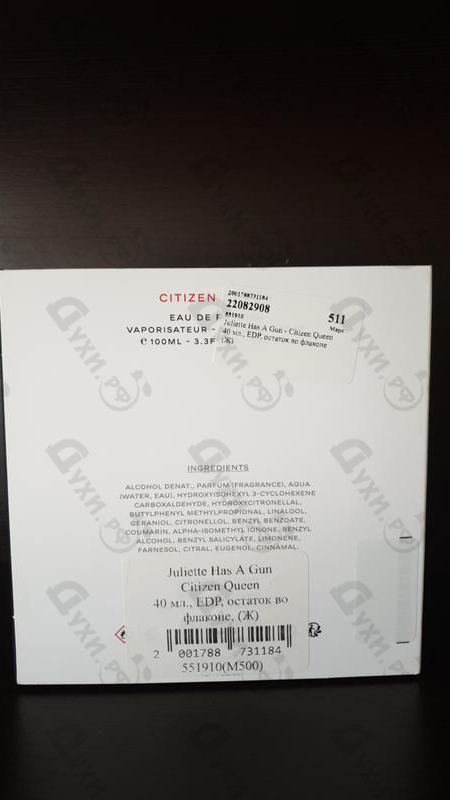 CITIZEN
EAU DE P
VAPORISATEUR -
℮ 100ML - 3.3F
2001788731184
22082908
551910
511
Марс
Juliette Has A Gun - Citizen Queen
40 мл., EDP, остаток во флаконе
(Ж)
INGREDIENTS
ALCOHOL DENAT., PARFUM (FRAGRANCE), AQUA
(WATER, EAU), HYDROXYISOHEXYL 3-CYCLOHEXENE
CARBOXALDEHYDE, HYDROXYCITRONELLAL,
BUTYLPHENYL METHYLPROPIONAL, LINALOOL,
GERANIOL, CITRONELLOL, BENZYL BENZOATE,
COUMARIN, ALPHA-ISOMETHYL IONONE, BENZYL
ALCOHOL, BENZYL SALICYLATE, LIMONENE,
FARNESOL, CITRAL, EUGENOL, CINNAMAL.
Juliette Has A Gun
Citizen Queen
40 мл., EDP, остаток во
флаконе, (Ж)
2 001788 731184
551910(M500)
Духи.рф